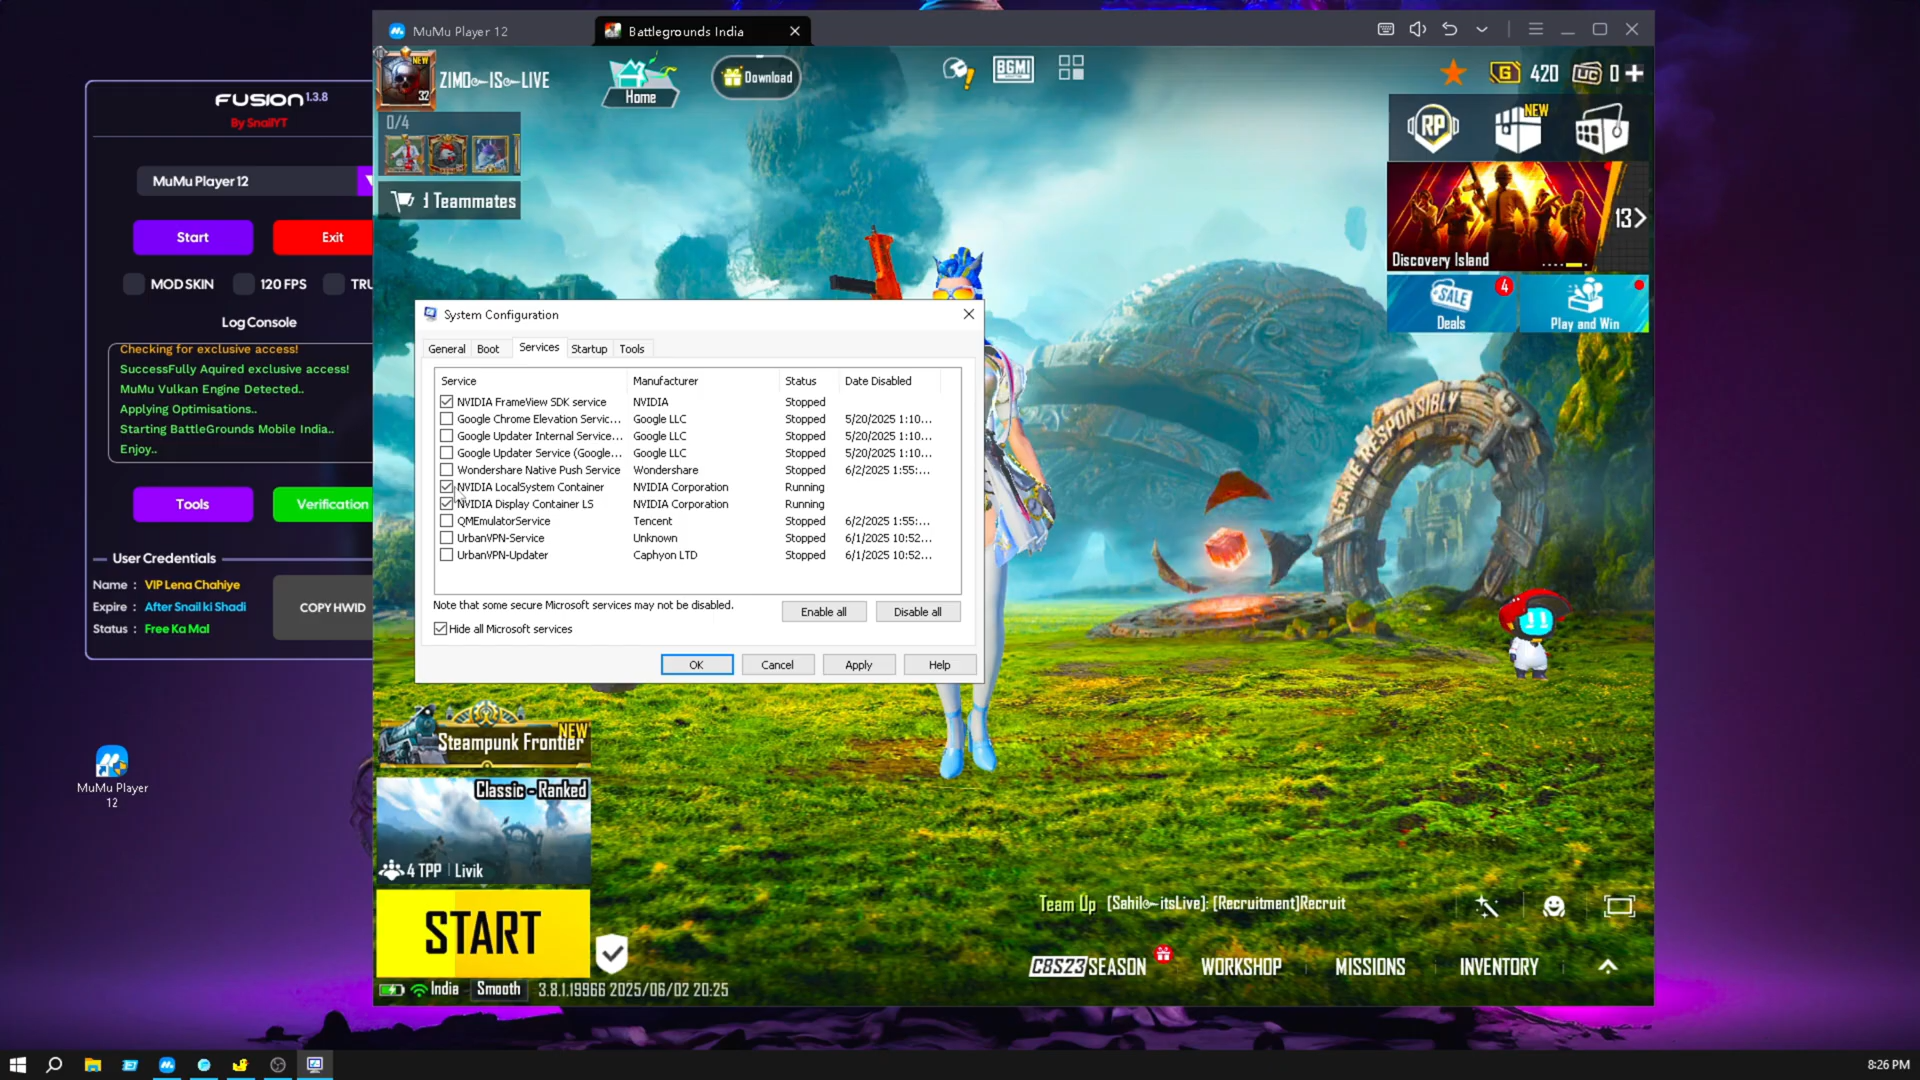 MuMu Player 12
Battlegrounds India
FUSION 1.3.8
By SnailYT
MuMu Player 12
Start
Exit
MOD SKIN
120 FPS
TRU
Log Console
Checking for exclusive access!
SuccessFully Aquired exclusive access!
MuMu Vulkan Engine Detected..
Applying Optimisations..
Starting BattleGrounds Mobile India..
Enjoy..
Tools
Verification
User Credentials
Name : VIP Lena Chahiye
Expire : After Snail ki Shadi
Status : Free Ka Mal
COPY HWID
MuMu Player
12
NEW
32
ZIMO IS LIVE
Home
Download
BGMI
G 420
UC 0
0/4
Teammates
RP
NEW
13
Discovery Island
SALE
4
Deals
Play and Win
System Configuration
General
Boot
Services
Startup
Tools
Service Manufacturer Status Date Disabled
NVIDIA FrameView SDK service NVIDIA Stopped
Google Chrome Elevation Servic... Google LLC Stopped 5/20/2025 1:10...
Google Updater Internal Service... Google LLC Stopped 5/20/2025 1:10...
Google Updater Service (Google... Google LLC Stopped 5/20/2025 1:10...
Wondershare Native Push Service Wondershare Stopped 6/2/2025 1:55:...
NVIDIA LocalSystem Container NVIDIA Corporation Running
NVIDIA Display Container LS NVIDIA Corporation Running
QMEmulatorService Tencent Stopped 6/2/2025 1:55:...
UrbanVPN-Service Unknown Stopped 6/1/2025 10:52...
UrbanVPN-Updater Caphyon LTD Stopped 6/1/2025 10:52...
Note that some secure Microsoft services may not be disabled.
Enable all
Disable all
Hide all Microsoft services
OK
Cancel
Apply
Help
GAME RESPONSIBLY
NEW
Steampunk Frontier
Classic - Ranked
4 TPP | Livik
START
India
Smooth
3.8.1.19966 2025/06/02 20:25
Team Up [Sahil itsLive]: [Recruitment]Recruit
C8S23 SEASON
WORKSHOP
MISSIONS
INVENTORY
8:26 PM